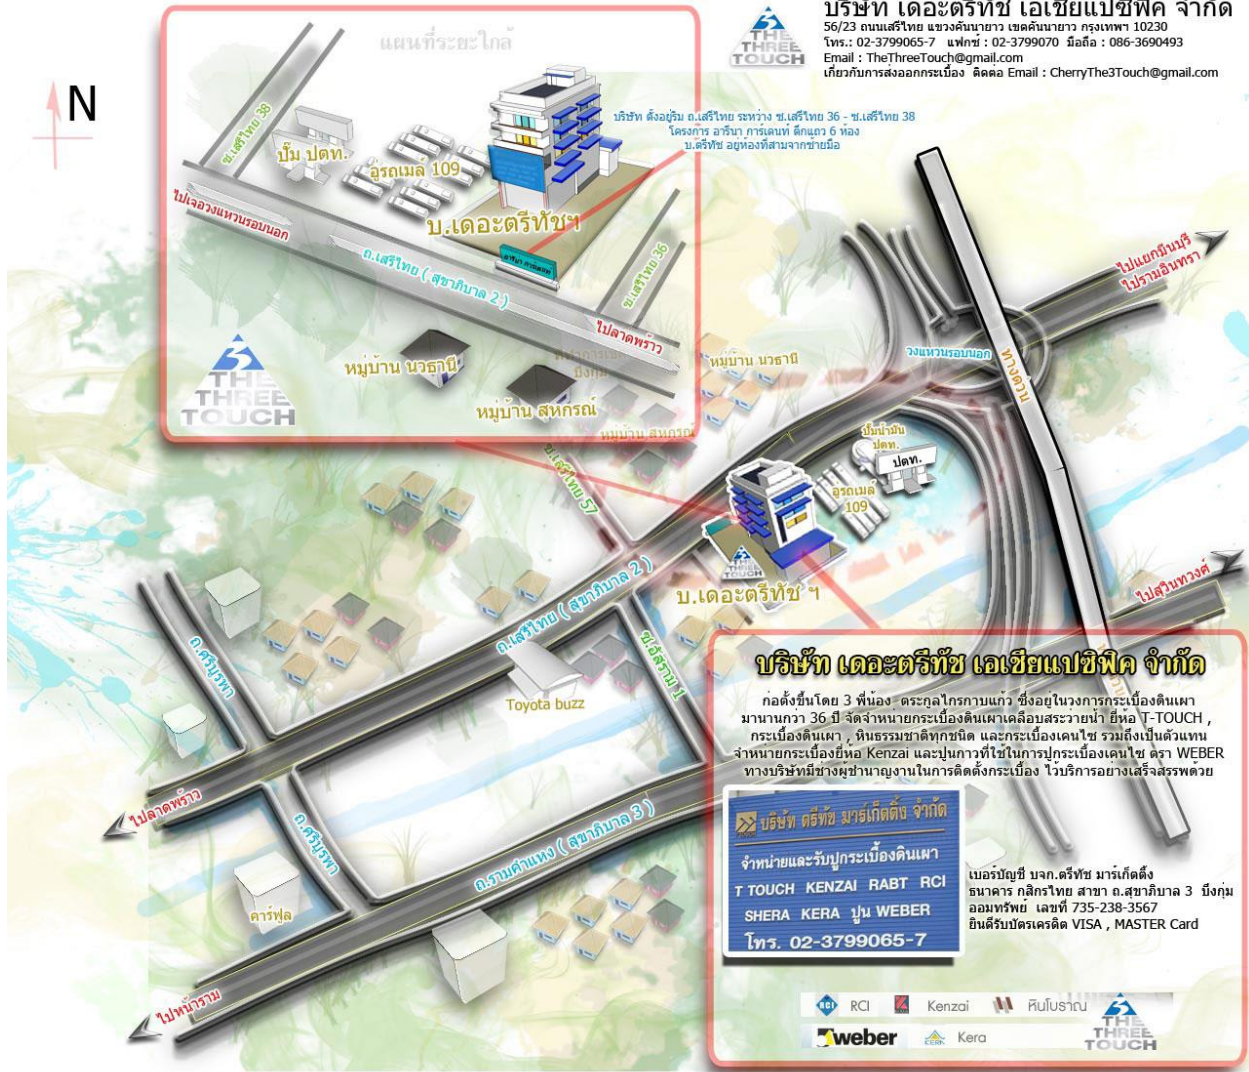 บริษัท เดอะตรีทัช เอเชียแปซิฟิค จำกัด
56/23 ถนนเสรีไทย แขวงคันนายาว เขตคันนายาว กรุงเทพฯ 10230
โทร.: 02-3799065-7 แฟกซ์ : 02-3799070 มือถือ : 086-3690493
Email : TheThreeTouch@gmail.com
เกี่ยวกับการส่งออกกระเบื้อง ติดต่อ Email : CherryThe3Touch@gmail.com
3
THE
THREE
TOUCH
N
แผนที่ระยะใกล้
บริษัท ตั้งอยู่ริม ถ.เสรีไทย ระหว่าง ซ.เสรีไทย 36 - ซ.เสรีไทย 38
โครงการ อารีนา การ์เดนท์ ตึกแถว 6 ห้อง
บ.ตรีทัช อยู่ห้องที่สามจากซ้ายมือ
ซ.เสรีไทย 38
ปั๊ม ปตท.
อู่รถเมล์ 109
บ.เดอะตรีทัชฯ
อารีนา การ์เดนท์
ไปเจอวงแหวนรอบนอก
ถ.เสรีไทย ( สุขาภิบาล 2 )
ซ.เสรีไทย 36
ไปลาดพร้าว
หมู่บ้าน นวธานี
หมู่บ้าน สหกรณ์
3
THE
THREE
TOUCH
ไปแยกมีนบุรี
ไปรามอินทรา
วงแหวนรอบนอก
ทางด่วน
บึงกุ่ม
หมู่บ้าน นวธานี
หมู่บ้าน สหกรณ์
ซ.เสรีไทย 57
ปั๊มน้ำมัน
ปตท.
ปตท.
อู่รถเมล์
109
THE
THREE
TOUCH
บ.เดอะตรีทัช ฯ
ไปสุวินทวงศ์
ถ.เสรีไทย ( สุขาภิบาล 2 )
ซ.อัสราม 1
Toyota buzz
ถ.ศรีบูรพา
ไปลาดพร้าว
ถ.ศรีบูรพา
ถ.รามคำแหง ( สุขาภิบาล 3 )
คาร์ฟูล
ไปหน้าราม
บริษัท เดอะตรีทัช เอเชียแปซิฟิค จำกัด
ก่อตั้งขึ้นโดย 3 พี่น้อง ตระกูลไกรกาบแก้ว ซึ่งอยู่ในวงการกระเบื้องดินเผา
มานานกว่า 36 ปี จัดจำหน่ายกระเบื้องดินเผาเคลือบสระว่ายน้ำ ยี่ห้อ T-TOUCH ,
กระเบื้องดินเผา , หินธรรมชาติทุกชนิด และกระเบื้องเคนไซ รวมถึงเป็นตัวแทน
จำหน่ายกระเบื้องยี่ห้อ Kenzai และปูนกาวที่ใช้ในการปูกระเบื้องเคนไซ ตรา WEBER
ทางบริษัทมีช่างผู้ชำนาญงานในการติดตั้งกระเบื้อง ไว้บริการอย่างเสร็จสรรพด้วย
บริษัท ตรีทัช มาร์เก็ตติ้ง จำกัด
จำหน่ายและรับปูกระเบื้องดินเผา
T TOUCH KENZAI RABT RCI
SHERA KERA ปูน WEBER
โทร. 02-3799065-7
เบอร์บัญชี บจก.ตรีทัช มาร์เก็ตติ้ง
ธนาคาร กสิกรไทย สาขา ถ.สุขาภิบาล 3 บึงกุ่ม
ออมทรัพย์ เลขที่ 735-238-3567
ยินดีรับบัตรเครดิต VISA , MASTER Card
RCI RCI Kenzai หินโบราณ
weber KERA Kera
3
THE
THREE
TOUCH